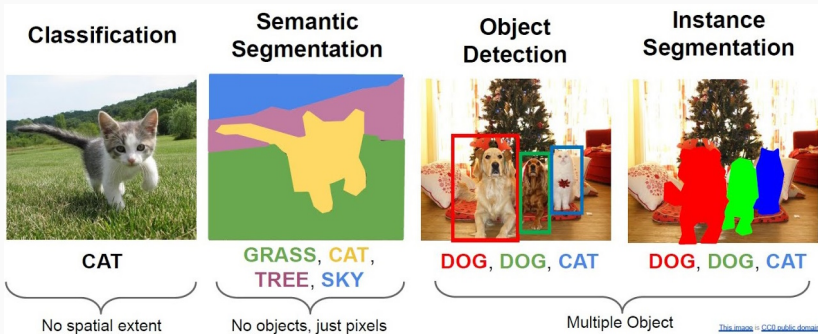 Classification
Semantic
Segmentation
Object
Detection
Instance
Segmentation
CAT
GRASS, CAT,
TREE, SKY
DOG, DOG, CAT
DOG, DOG, CAT
No spatial extent
No objects, just pixels
Multiple Object
This image is CC0 public domain